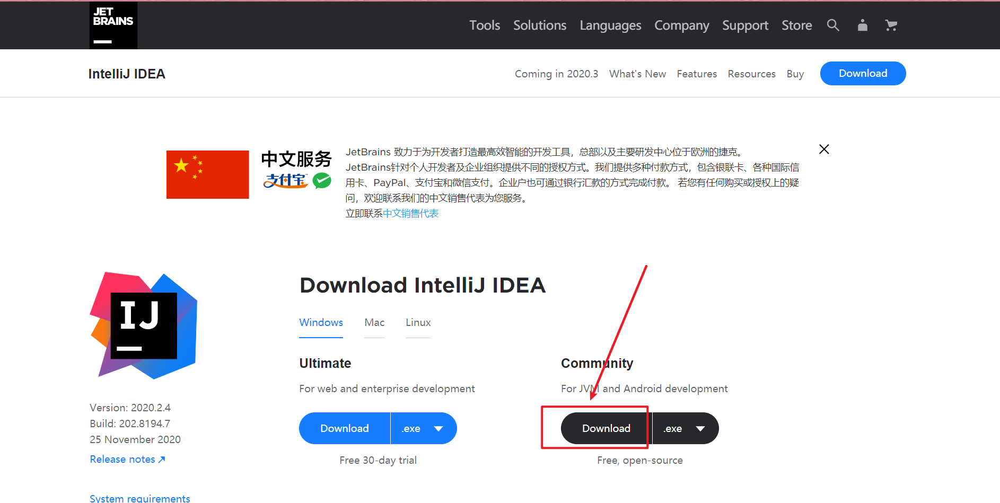 JET
BRAINS
Tools Solutions Languages Company Support Store
IntelliJ IDEA
Coming in 2020.3 What's New Features Resources Buy Download
中文服务
支付宝
JetBrains 致力于为开发者打造最高效智能的开发工具，总部以及主要研发中心位于欧洲的捷克。
JetBrains针对个人开发者及企业组织提供不同的授权方式。我们提供多种付款方式，包含银联卡、各种国际信
用卡、PayPal、支付宝和微信支付。企业户也可通过银行汇款的方式完成付款。 若您有任何购买或授权上的疑
问，欢迎联系我们的中文销售代表为您服务。
立即联系中文销售代表
IJ
Version: 2020.2.4
Build: 202.8194.7
25 November 2020
Release notes ↗
System requirements
Download IntelliJ IDEA
Windows Mac Linux
Ultimate
For web and enterprise development
Download .exe
Free 30-day trial
Community
For JVM and Android development
Download .exe
Free, open-source